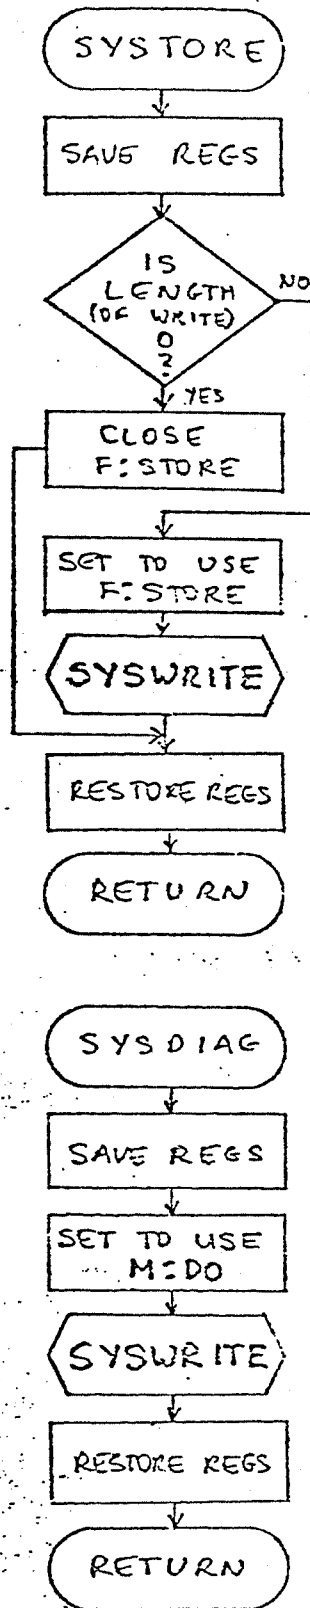 SYSTORE
SAVE REGS
IS
LENGTH
(OF WRITE)
0
?
NO
YES
CLOSE
F:STORE
SET TO USE
F:STORE
SYSWRITE
RESTORE REGS
RETURN
SYSDIAG
SAVE REGS
SET TO USE
M:DO
SYSWRITE
RESTORE REGS
RETURN